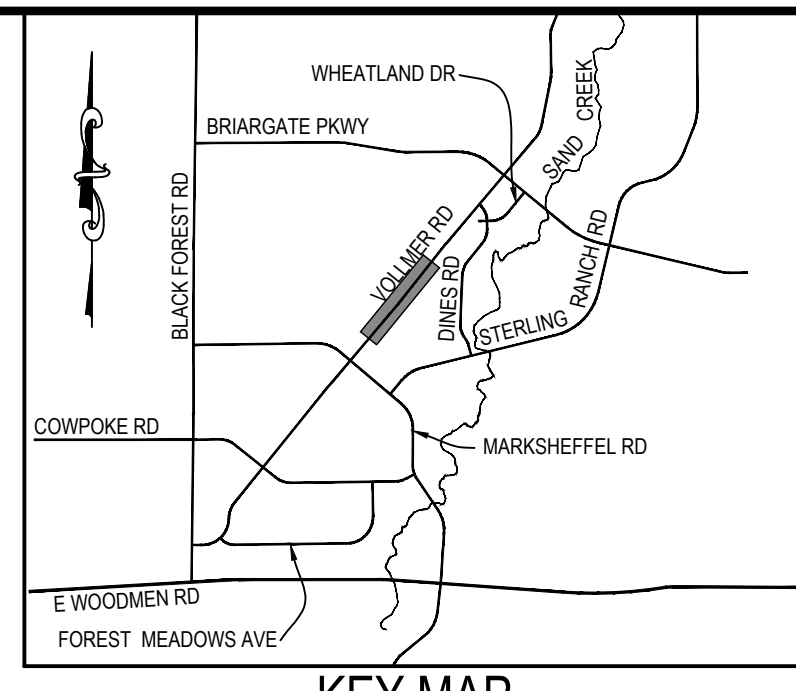 WHEATLAND DR
SAND CREEK
BRIARGATE PKWY
BLACK FOREST RD
VOLLMER RD
DINES RD
STERLING RANCH RD
COWPOKE RD
MARKSHEFFEL RD
E WOODMEN RD
FOREST MEADOWS AVE
KEY MAP